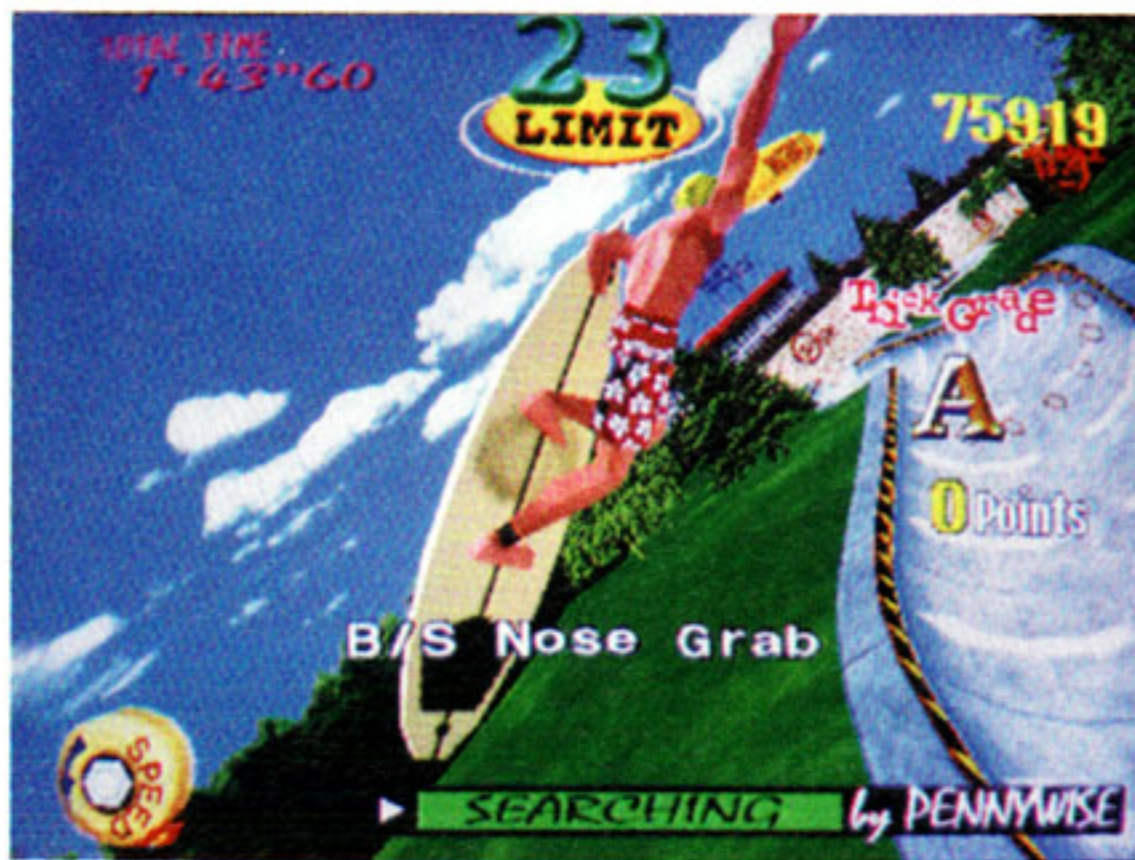 TOTAL TIME
1'43"60
23
LIMIT
75919
Trick Grade
A
0 Points
B/S Nose Grab
SPEED
SEARCHING by PENNYWISE